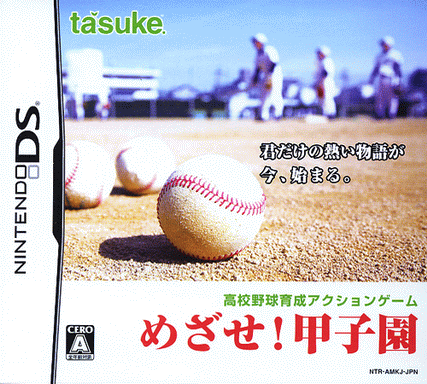 tasuke.
NINTENDO DS
君だけの熱い物語が
今、始まる。
高校野球育成アクションゲーム
めざせ!甲子園
CERO
A
全年齢対象
NTR-AMKJ-JPN